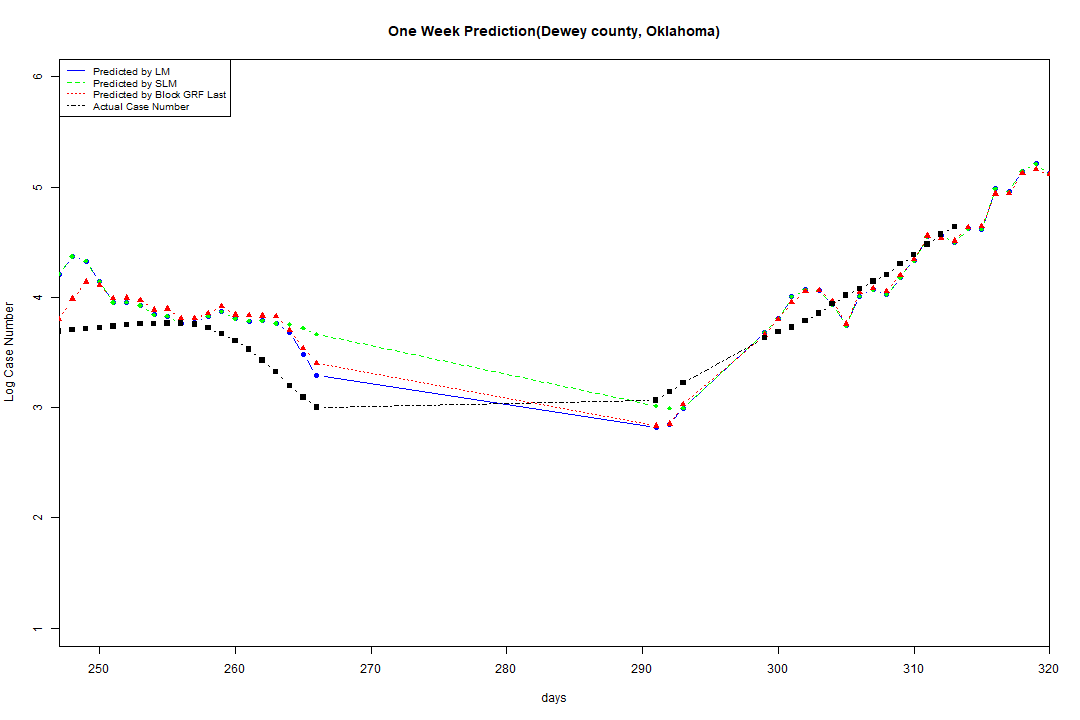 One Week Prediction(Dewey county, Oklahoma)
Predicted by LM
Predicted by SLM
Predicted by Block GRF Last
Actual Case Number
6
5
4
3
2
1
Log Case Number
250 260 270 280 290 300 310 320
days